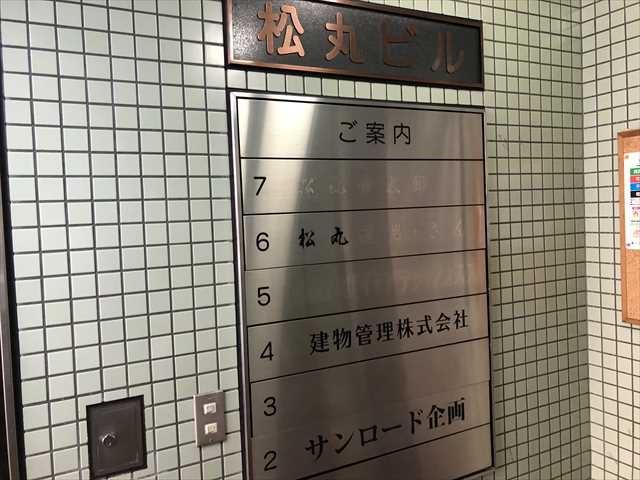 松丸ビル
ご案内
7
6 松丸
5
4 建物管理株式会社
3
2 サンロード企画